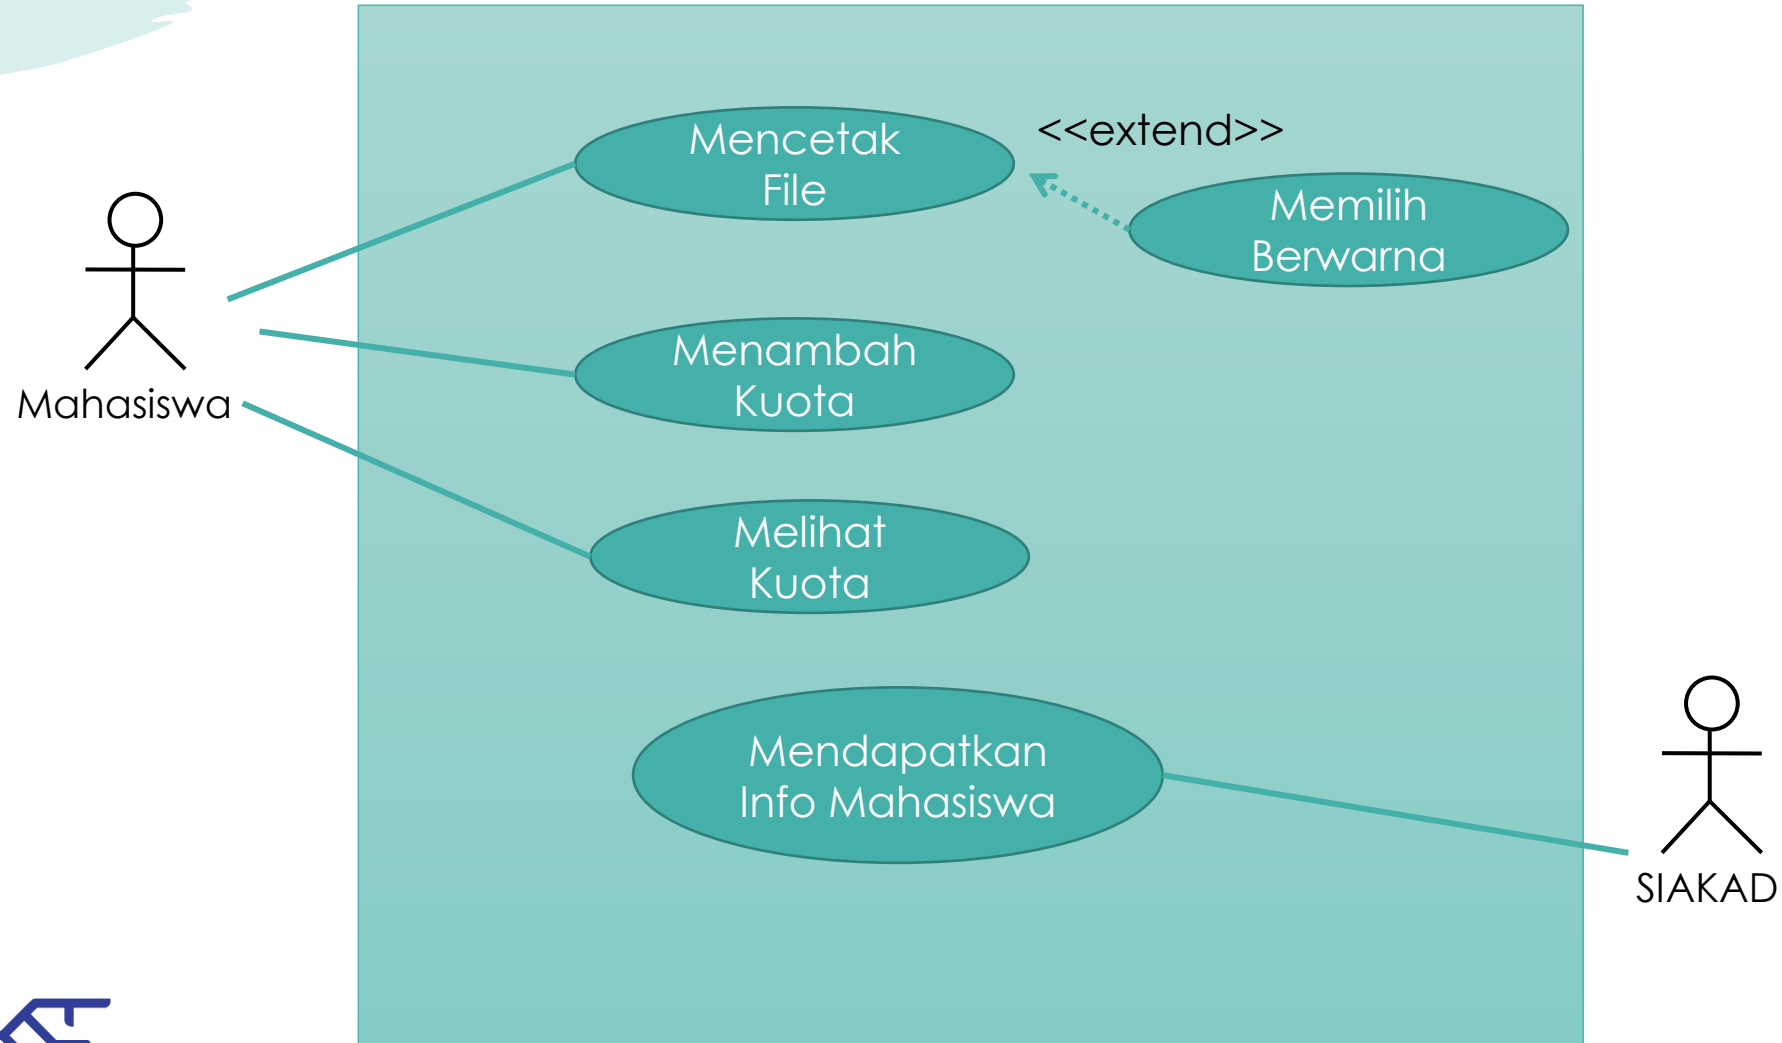 Mencetak
File
<<extend>>
Memilih
Berwarna
Menambah
Kuota
Mahasiswa
Melihat
Kuota
Mendapatkan
Info Mahasiswa
SIAKAD